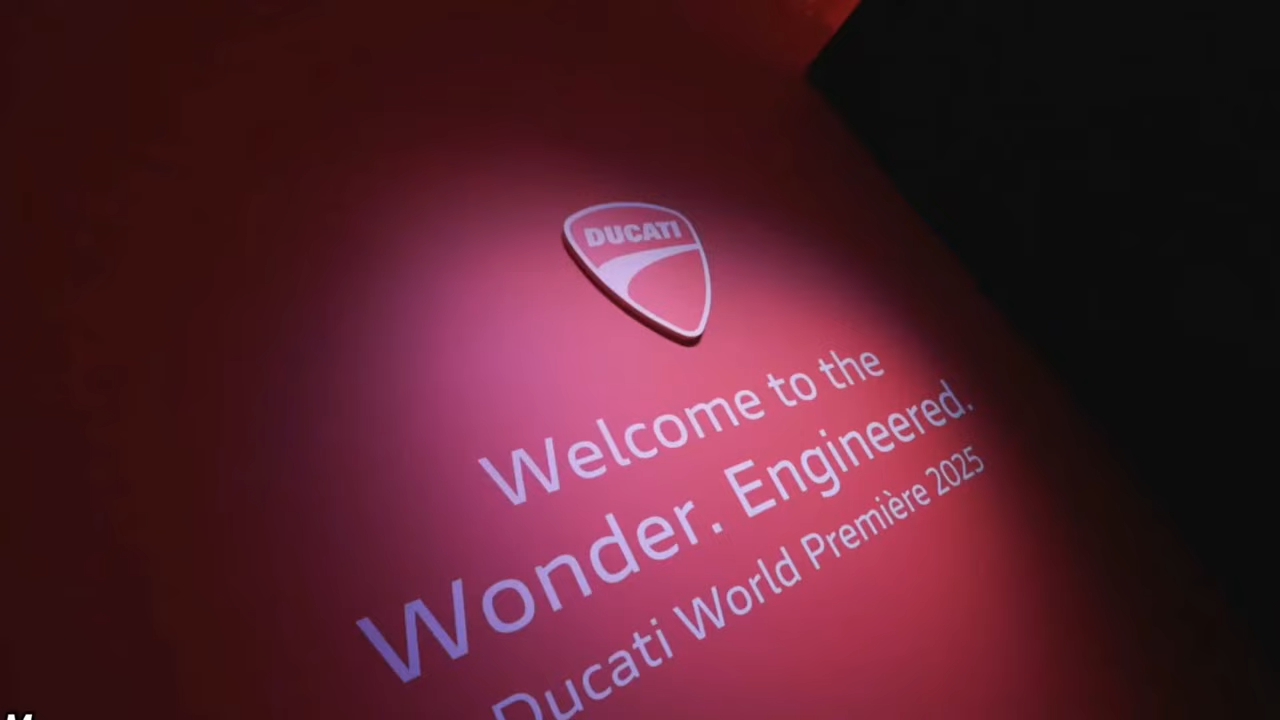 DUCATI
Welcome to the
Wonder. Engineered.
Ducati World Première 2025